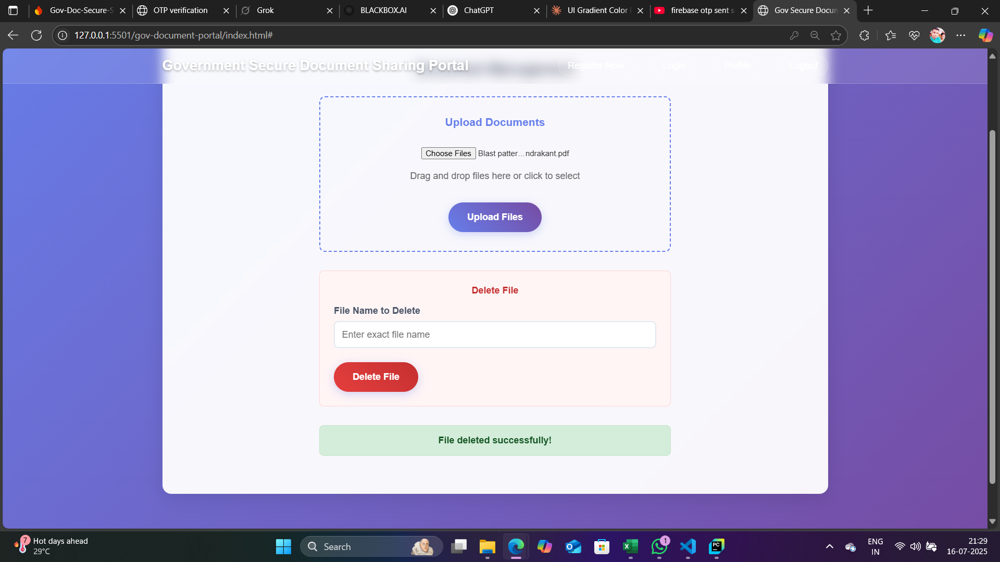 Gov-Doc-Secure-S
OTP verification
Grok
BLACKBOX.AI
ChatGPT
UI Gradient Color
firebase otp sent s
Gov Secure Docum
127.0.0.1:5501/gov-document-portal/index.html#
Government Secure Document Sharing Portal
Register Now
Login
Profile
Logout
Upload Documents
Choose Files Blast patter...ndrakant.pdf
Drag and drop files here or click to select
Upload Files
Delete File
File Name to Delete
Enter exact file name
Delete File
File deleted successfully!
7
Hot days ahead
29°C
Search
1
ENG
IN
21:29
16-07-2025